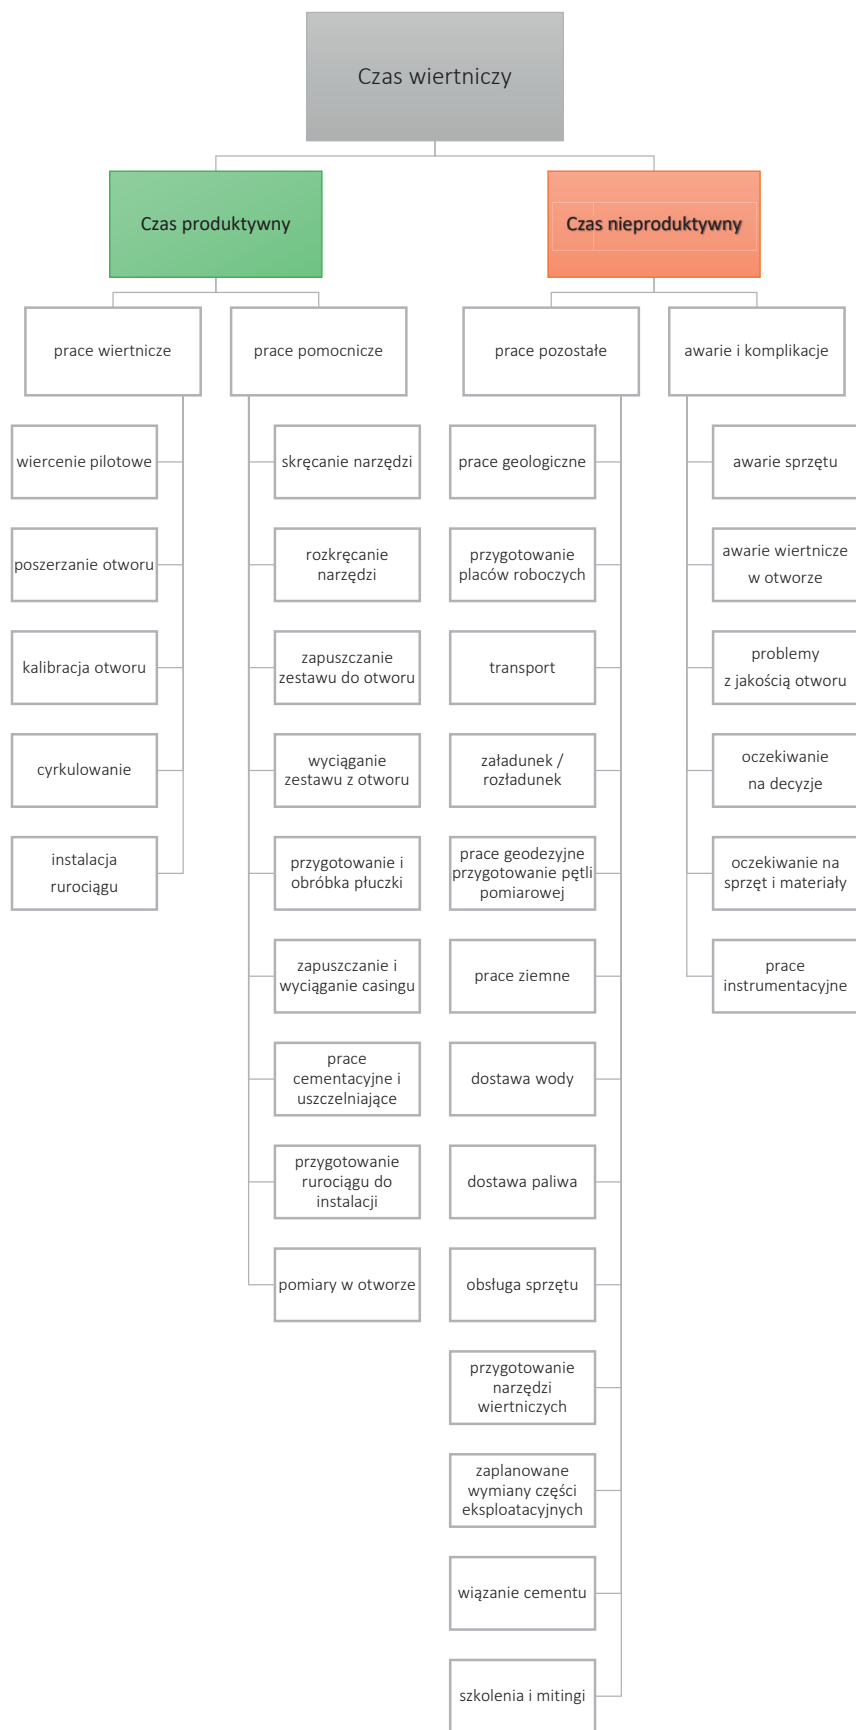 Czas wiertniczy
Czas produktywny
Czas nieproduktywny
prace wiertnicze
prace pomocnicze
prace pozostałe
awarie i komplikacje
wiercenie pilotowe
poszerzanie otworu
kalibracja otworu
cyrkulowanie
instalacja
rurociągu
skręcanie narzędzi
rozkręcanie
narzędzi
zapuszczanie
zestawu do otworu
wyciąganie
zestawu z otworu
przygotowanie i
obróbka płuczki
zapuszczanie i
wyciąganie casingu
prace
cementacyjne i
uszczelniające
przygotowanie
rurociągu do
instalacji
pomiary w otworze
prace geologiczne
przygotowanie
placów roboczych
transport
załadunek /
rozładunek
prace geodezyjne
przygotowanie pętli
pomiarowej
prace ziemne
dostawa wody
dostawa paliwa
obsługa sprzętu
przygotowanie
narzędzi
wiertniczych
zaplanowane
wymiany części
eksploatacyjnych
wiązanie cementu
szkolenia i mitingi
awarie sprzętu
awarie wiertnicze
w otworze
problemy
z jakością otworu
oczekiwanie
na decyzje
oczekiwanie na
sprzęt i materiały
prace
instrumentacyjne